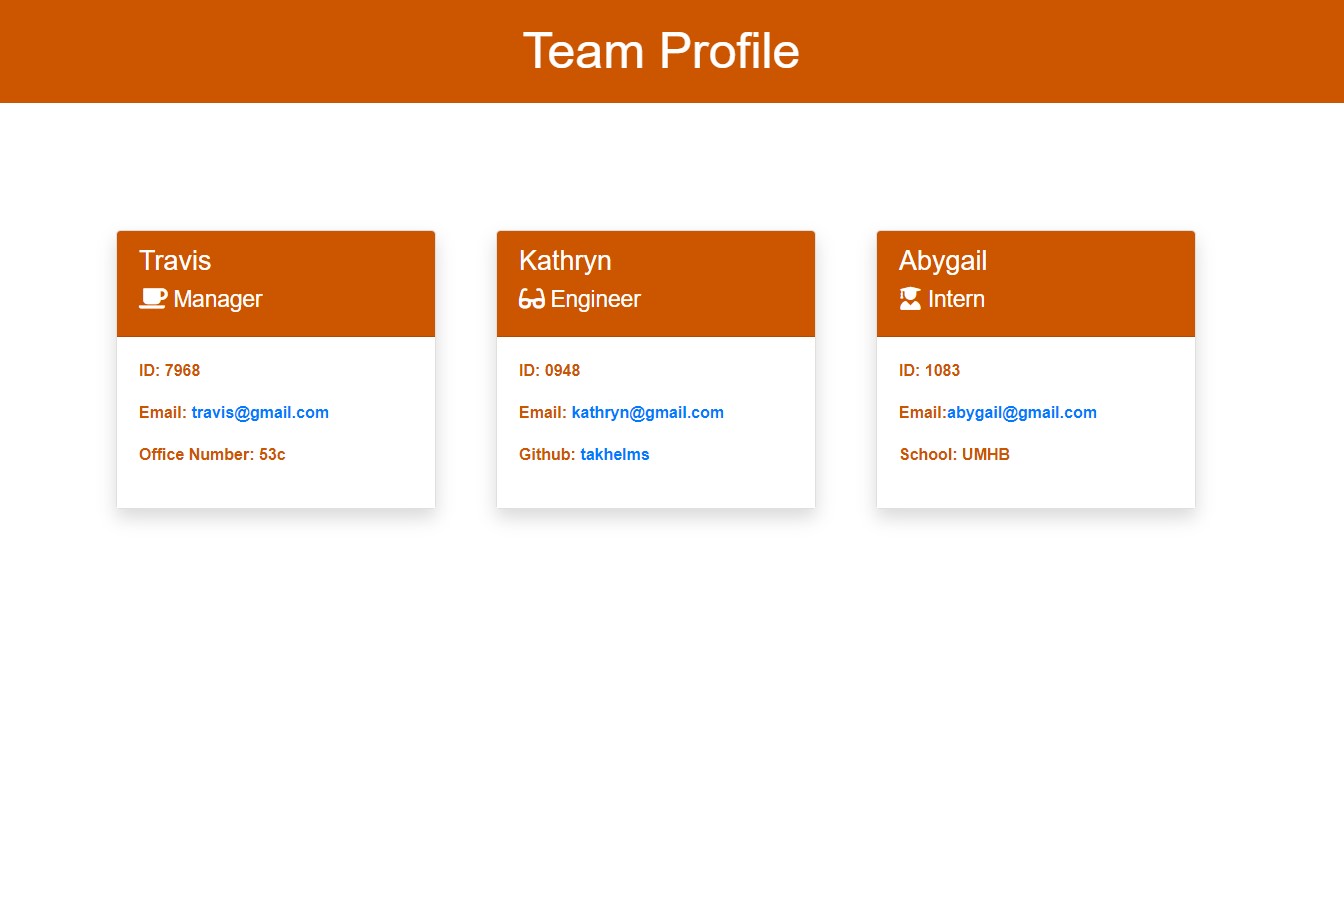 Team Profile
Travis
Manager
ID: 7968
Email: travis@gmail.com
Office Number: 53c
Kathryn
Engineer
ID: 0948
Email: kathryn@gmail.com
Github: takhelms
Abygail
Intern
ID: 1083
Email:abygail@gmail.com
School: UMHB